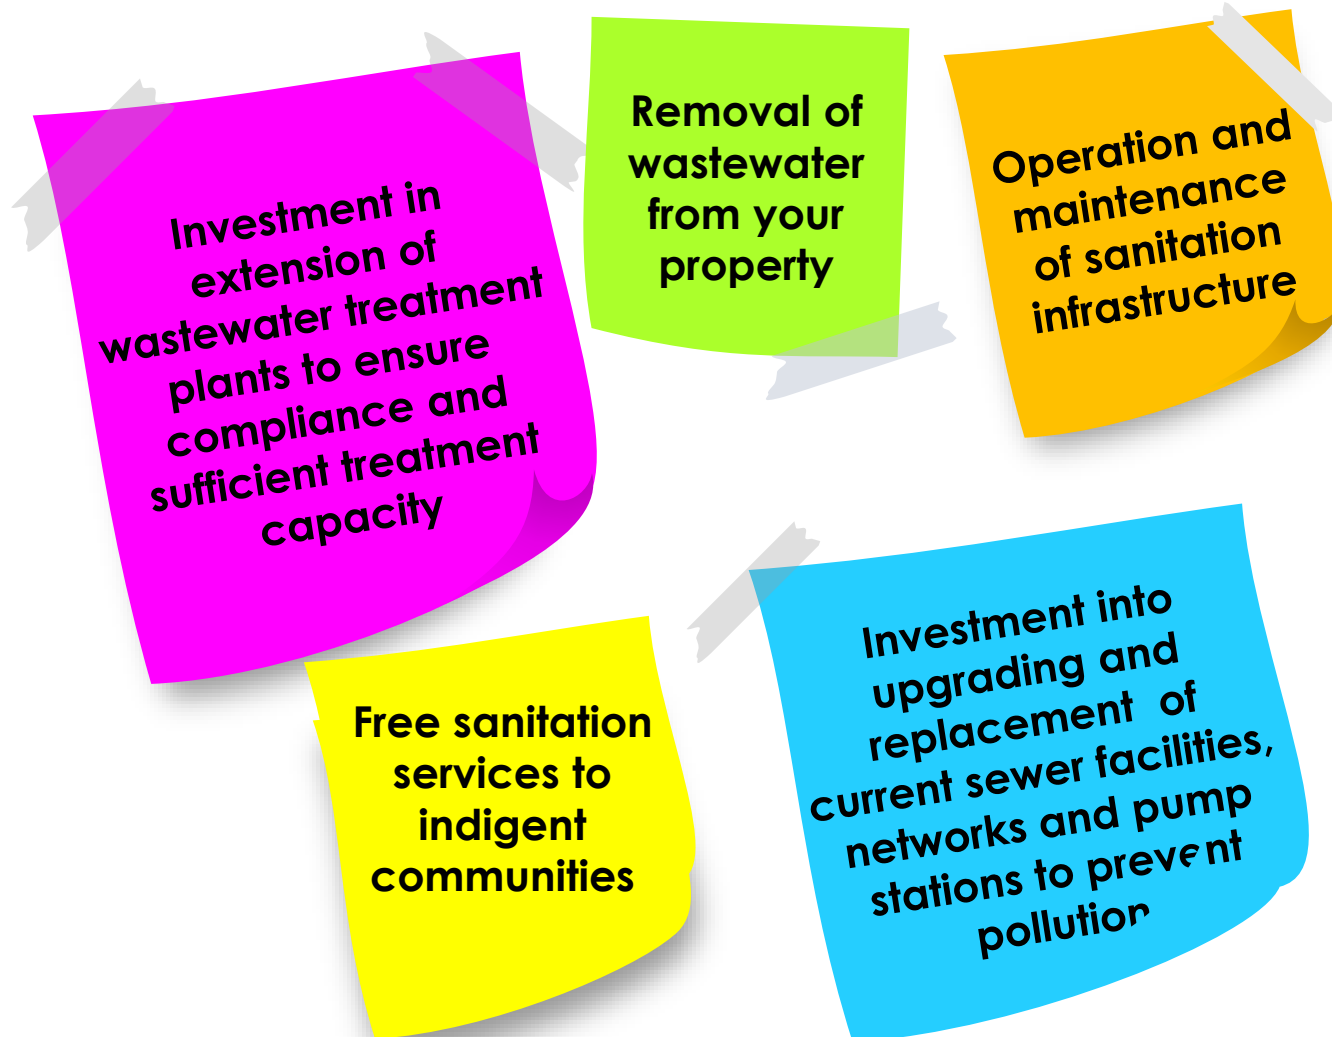 Investment in
extension of
wastewater treatment
plants to ensure
compliance and
sufficient treatment
capacity
Removal of
wastewater
from your
property
Operation and
maintenance
of sanitation
infrastructure
Free sanitation
services to
indigent
communities
Investment into
upgrading and
replacement of
current sewer facilities,
networks and pump
stations to prevent
pollution